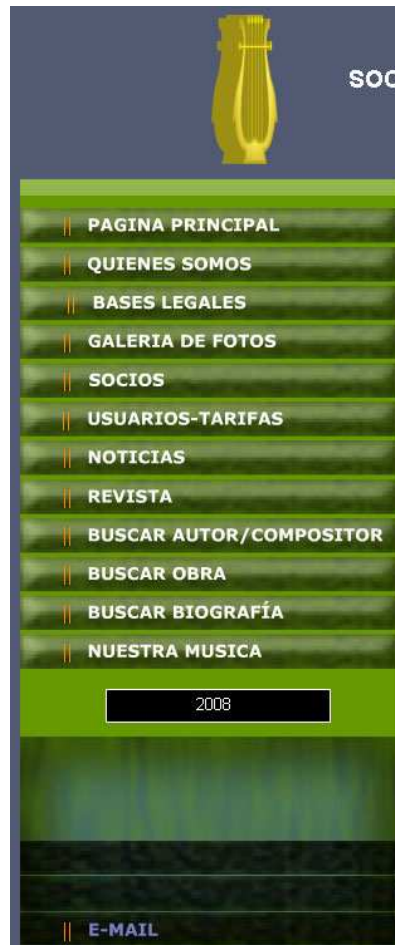 SOC
|| PAGINA PRINCIPAL
|| QUIENES SOMOS
|| BASES LEGALES
|| GALERIA DE FOTOS
|| SOCIOS
|| USUARIOS-TARIFAS
|| NOTICIAS
|| REVISTA
|| BUSCAR AUTOR/COMPOSITOR
|| BUSCAR OBRA
|| BUSCAR BIOGRAFÍA
|| NUESTRA MUSICA
2008
|| E-MAIL